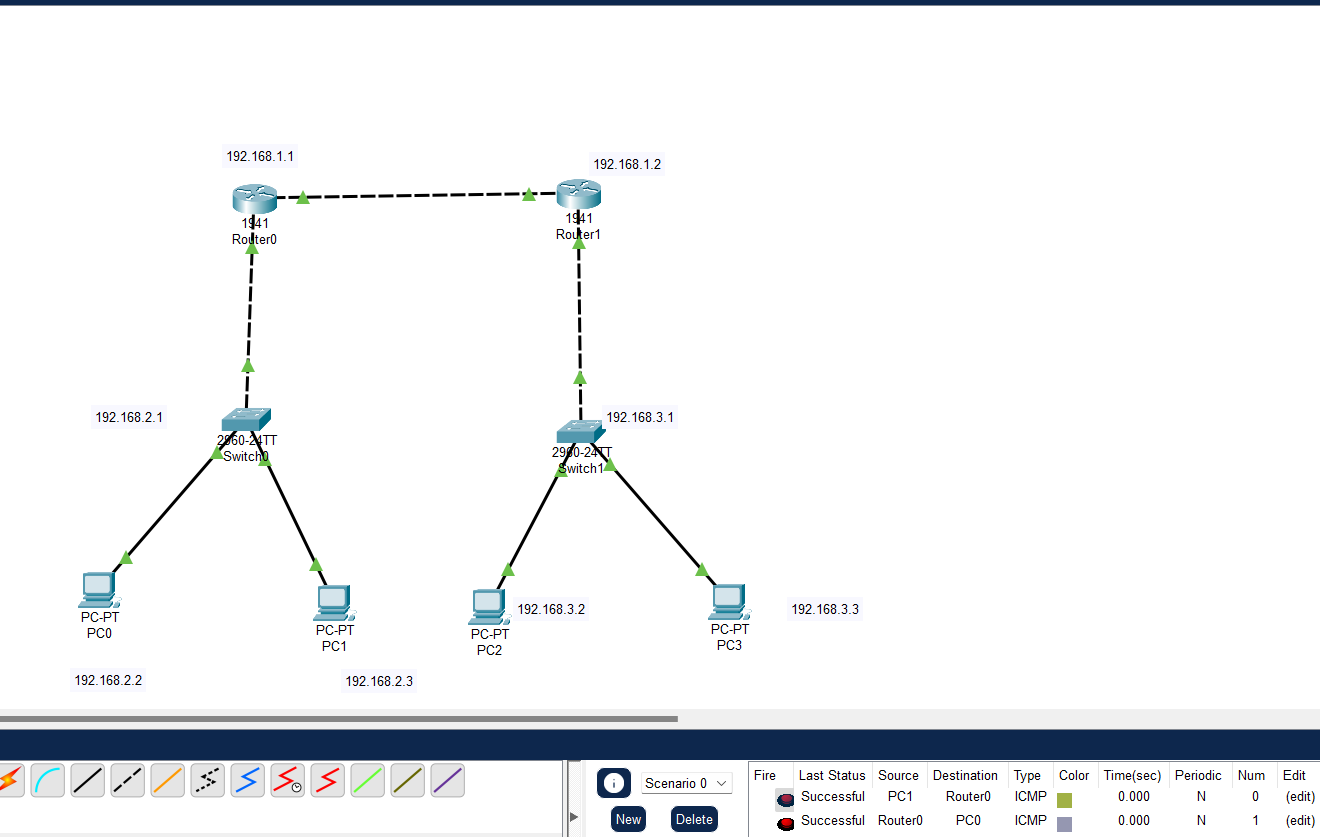 192.168.1.1
192.168.1.2
1941
Router0
1941
Router1
192.168.2.1
192.168.3.1
2960-24TT
Switch0
2960-24TT
Switch1
PC-PT
PC0
PC-PT
PC1
192.168.3.2
PC-PT
PC2
192.168.3.3
PC-PT
PC3
192.168.2.2
192.168.2.3
Scenario 0
New Delete
Fire Last Status Source Destination Type Color Time(sec) Periodic Num Edit
Successful PC1 Router0 ICMP 0.000 N 0 (edit)
Successful Router0 PC0 ICMP 0.000 N 1 (edit)